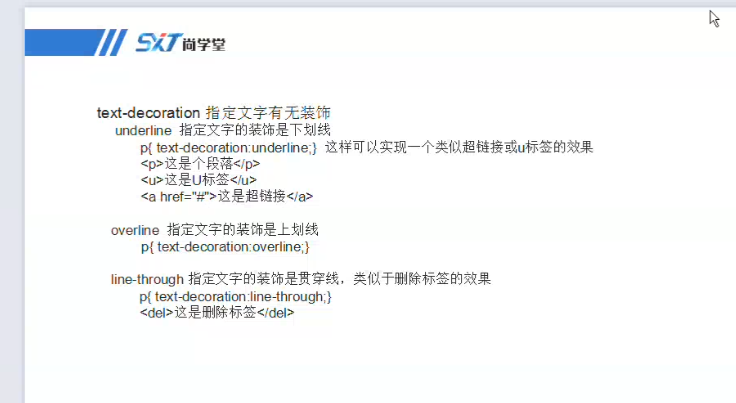 SXT 尚学堂
text-decoration 指定文字有无装饰
underline 指定文字的装饰是下划线
p{ text-decoration:underline;} 这样可以实现一个类似超链接或u标签的效果
<p>这是个段落</p>
<u>这是U标签</u>
<a href="#">这是超链接</a>
overline 指定文字的装饰是上划线
p{ text-decoration:overline;}
line-through 指定文字的装饰是贯穿线，类似于删除标签的效果
p{ text-decoration:line-through;}
<del>这是删除标签</del>